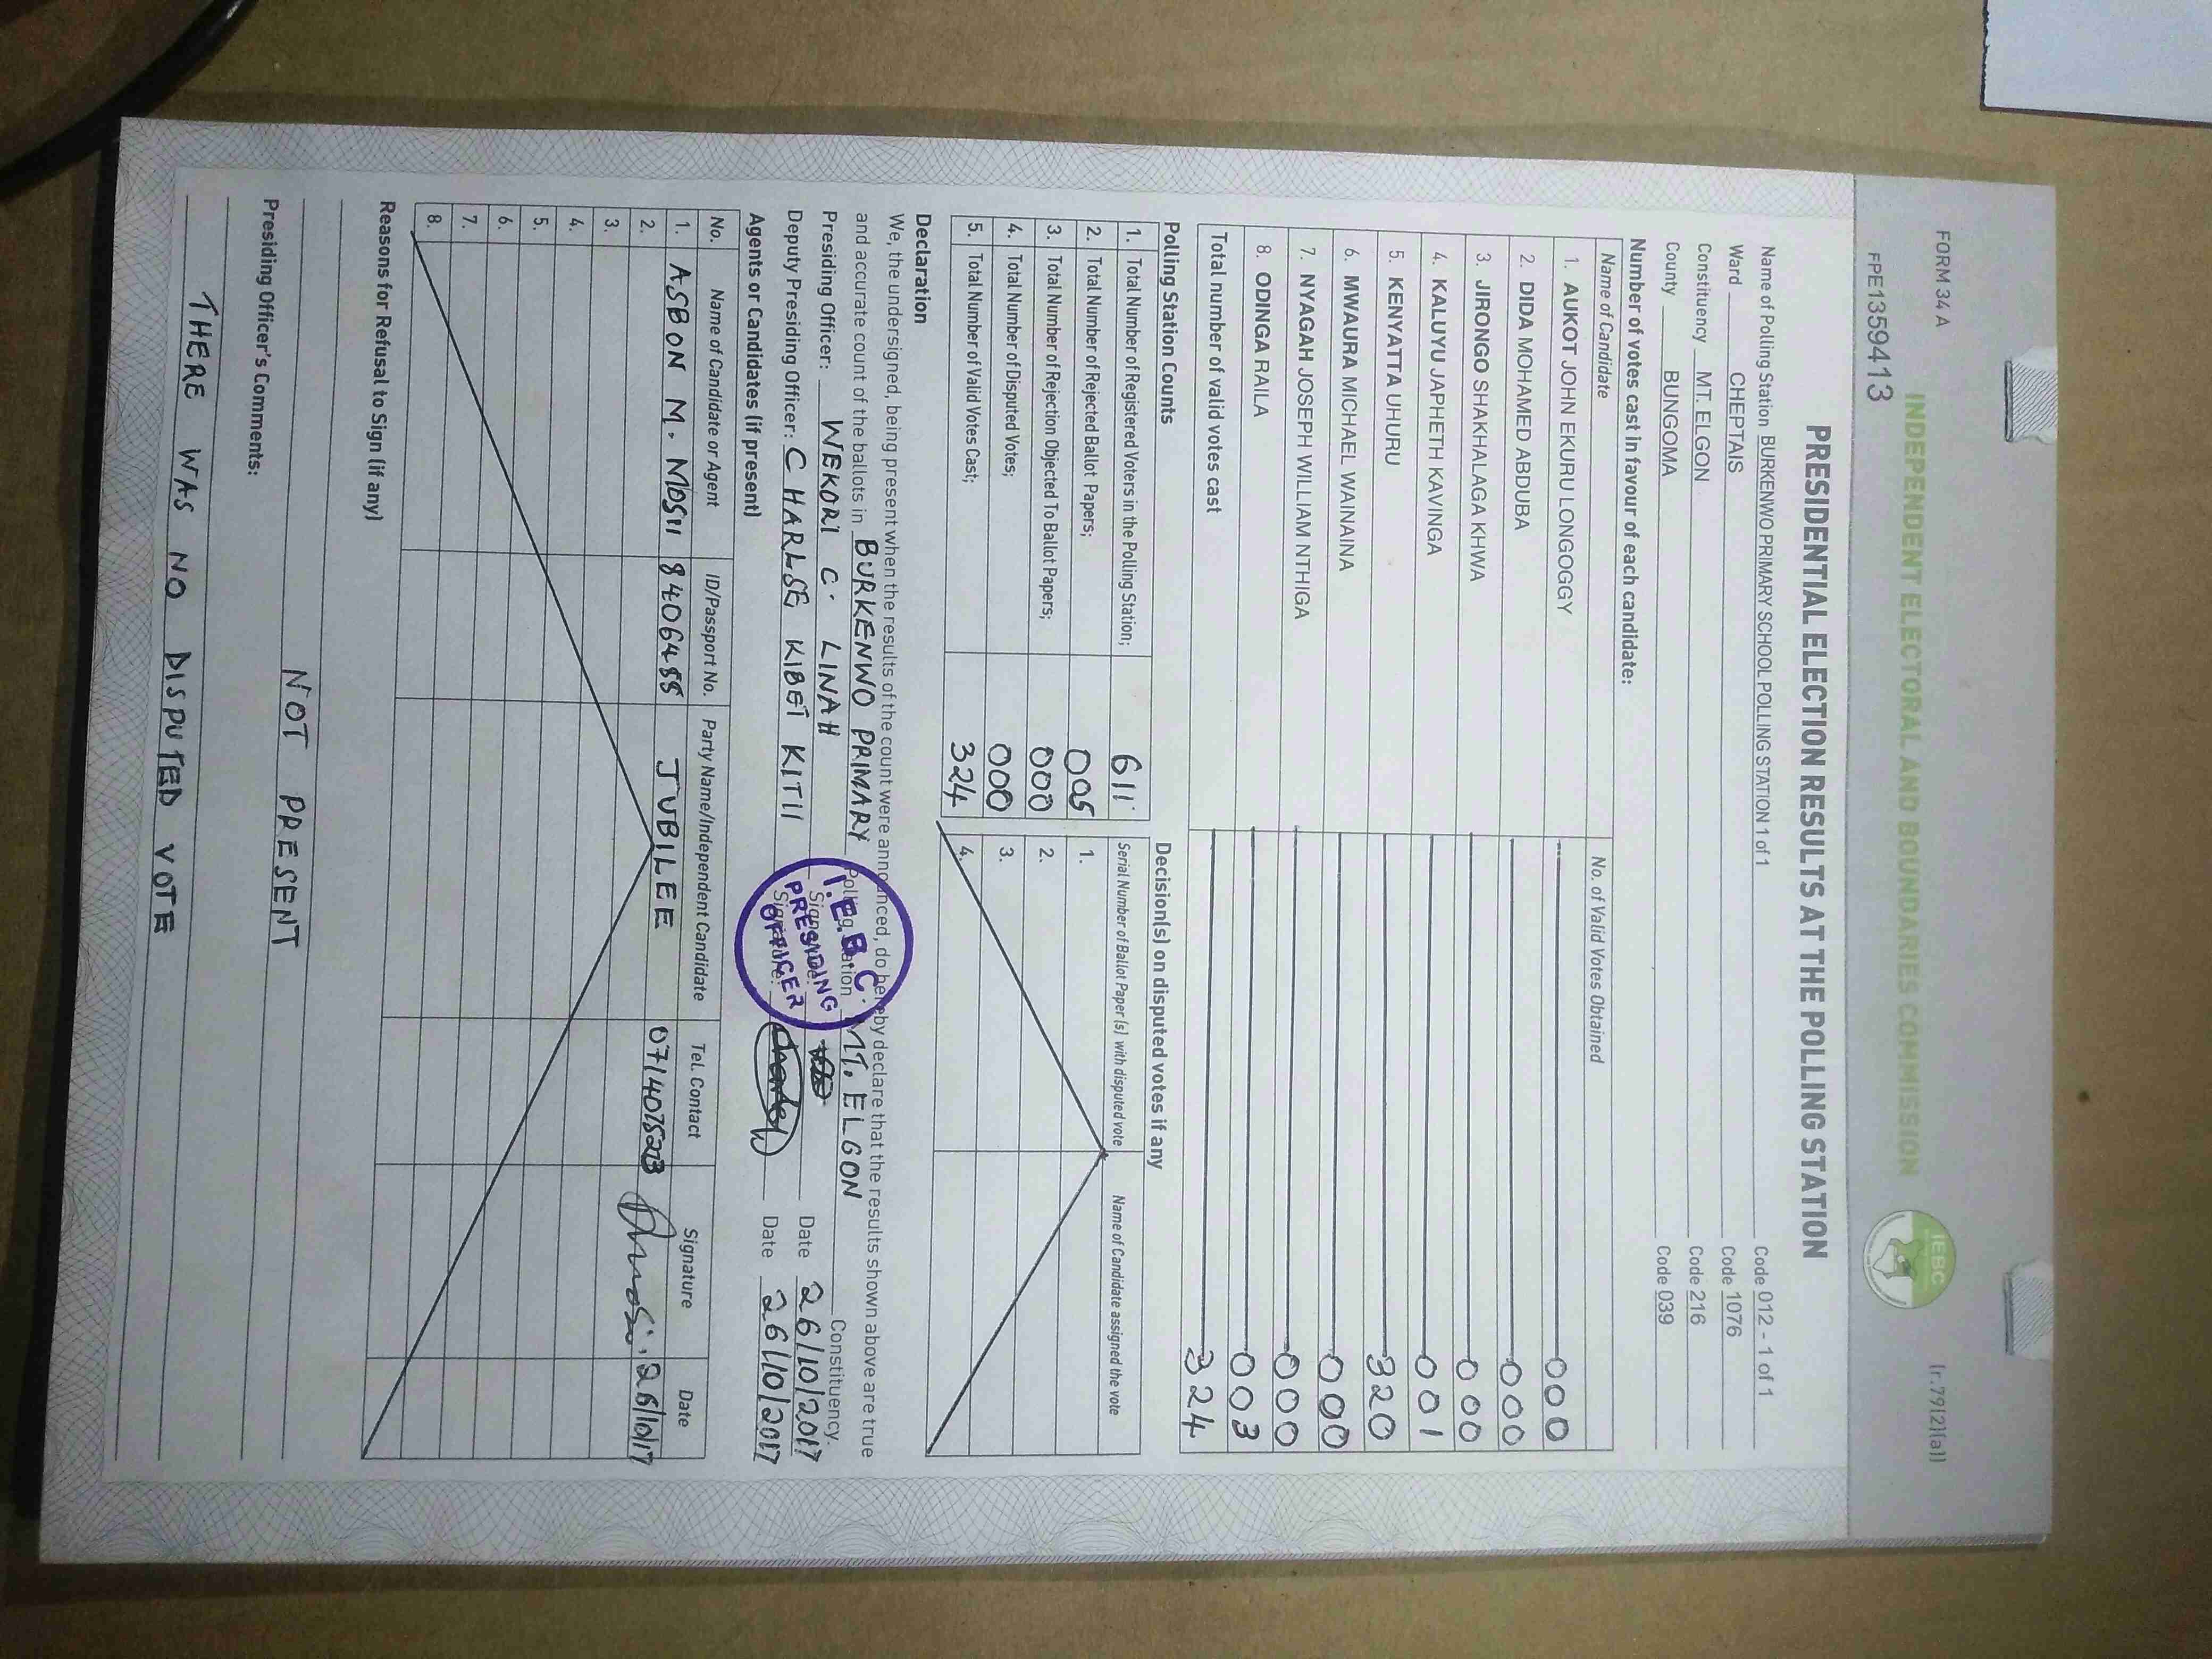 FORM 34 A
(r.79(2)(a))
INDEPENDENT ELECTORAL AND BOUNDARIES COMMISSION
IEBC
FPE1359413
PRESIDENTIAL ELECTION RESULTS AT THE POLLING STATION
Name of Polling Station BURKENWO PRIMARY SCHOOL POLLING STATION 1 of 1 Code 012 - 1 of 1
Ward CHEPTAIS Code 1076
Constituency MT. ELGON Code 216
County BUNGOMA Code 039
Number of votes cast in favour of each candidate:
Name of Candidate No. of Valid Votes Obtained
1. AUKOT JOHN EKURU LONGOGGY 000
2. DIDA MOHAMED ABDUBA 000
3. JIRONGO SHAKHALAGA KHWA 000
4. KALUYU JAPHETH KAVINGA 001
5. KENYATTA UHURU 320
6. MWAURA MICHAEL WAINAINA 000
7. NYAGAH JOSEPH WILLIAM NTHIGA 000
8. ODINGA RAILA 003
Total number of valid votes cast 324
Polling Station Counts
1. Total Number of Registered Voters in the Polling Station; 611
2. Total Number of Rejected Ballot Papers; 005
3. Total Number of Rejection Objected To Ballot Papers; 000
4. Total Number of Disputed Votes; 000
5. Total Number of Valid Votes Cast; 324
Decision(s) on disputed votes if any
Serial Number of Ballot Paper (s) with disputed vote Name of Candidate assigned the vote
1.
2.
3.
4.
Declaration
We, the undersigned, being present when the results of the count were announced, do hereby declare that the results shown above are true
and accurate count of the ballots in BURKENWO PRIMARY Polling Station MT. ELGON Constituency.
Presiding Officer: WEKORI C. LINAH Signature: Date 26/10/2017
Deputy Presiding Officer: CHARLSE KIBET KITII Signature: Date 26/10/2017
I.E.B.C.
PRESIDING
OFFICER
Agents or Candidates (if present)
No. Name of Candidate or Agent ID/Passport No. Party Name/Independent Candidate Tel. Contact Signature Date
1. ASBON M. MOSII JUBILEE 26/10/17
2.
3.
4.
5.
6.
7.
8.
Reasons for Refusal to Sign (if any)
NOT PRESENT
Presiding Officer's Comments:
THERE WAS NO DISPUTED VOTE